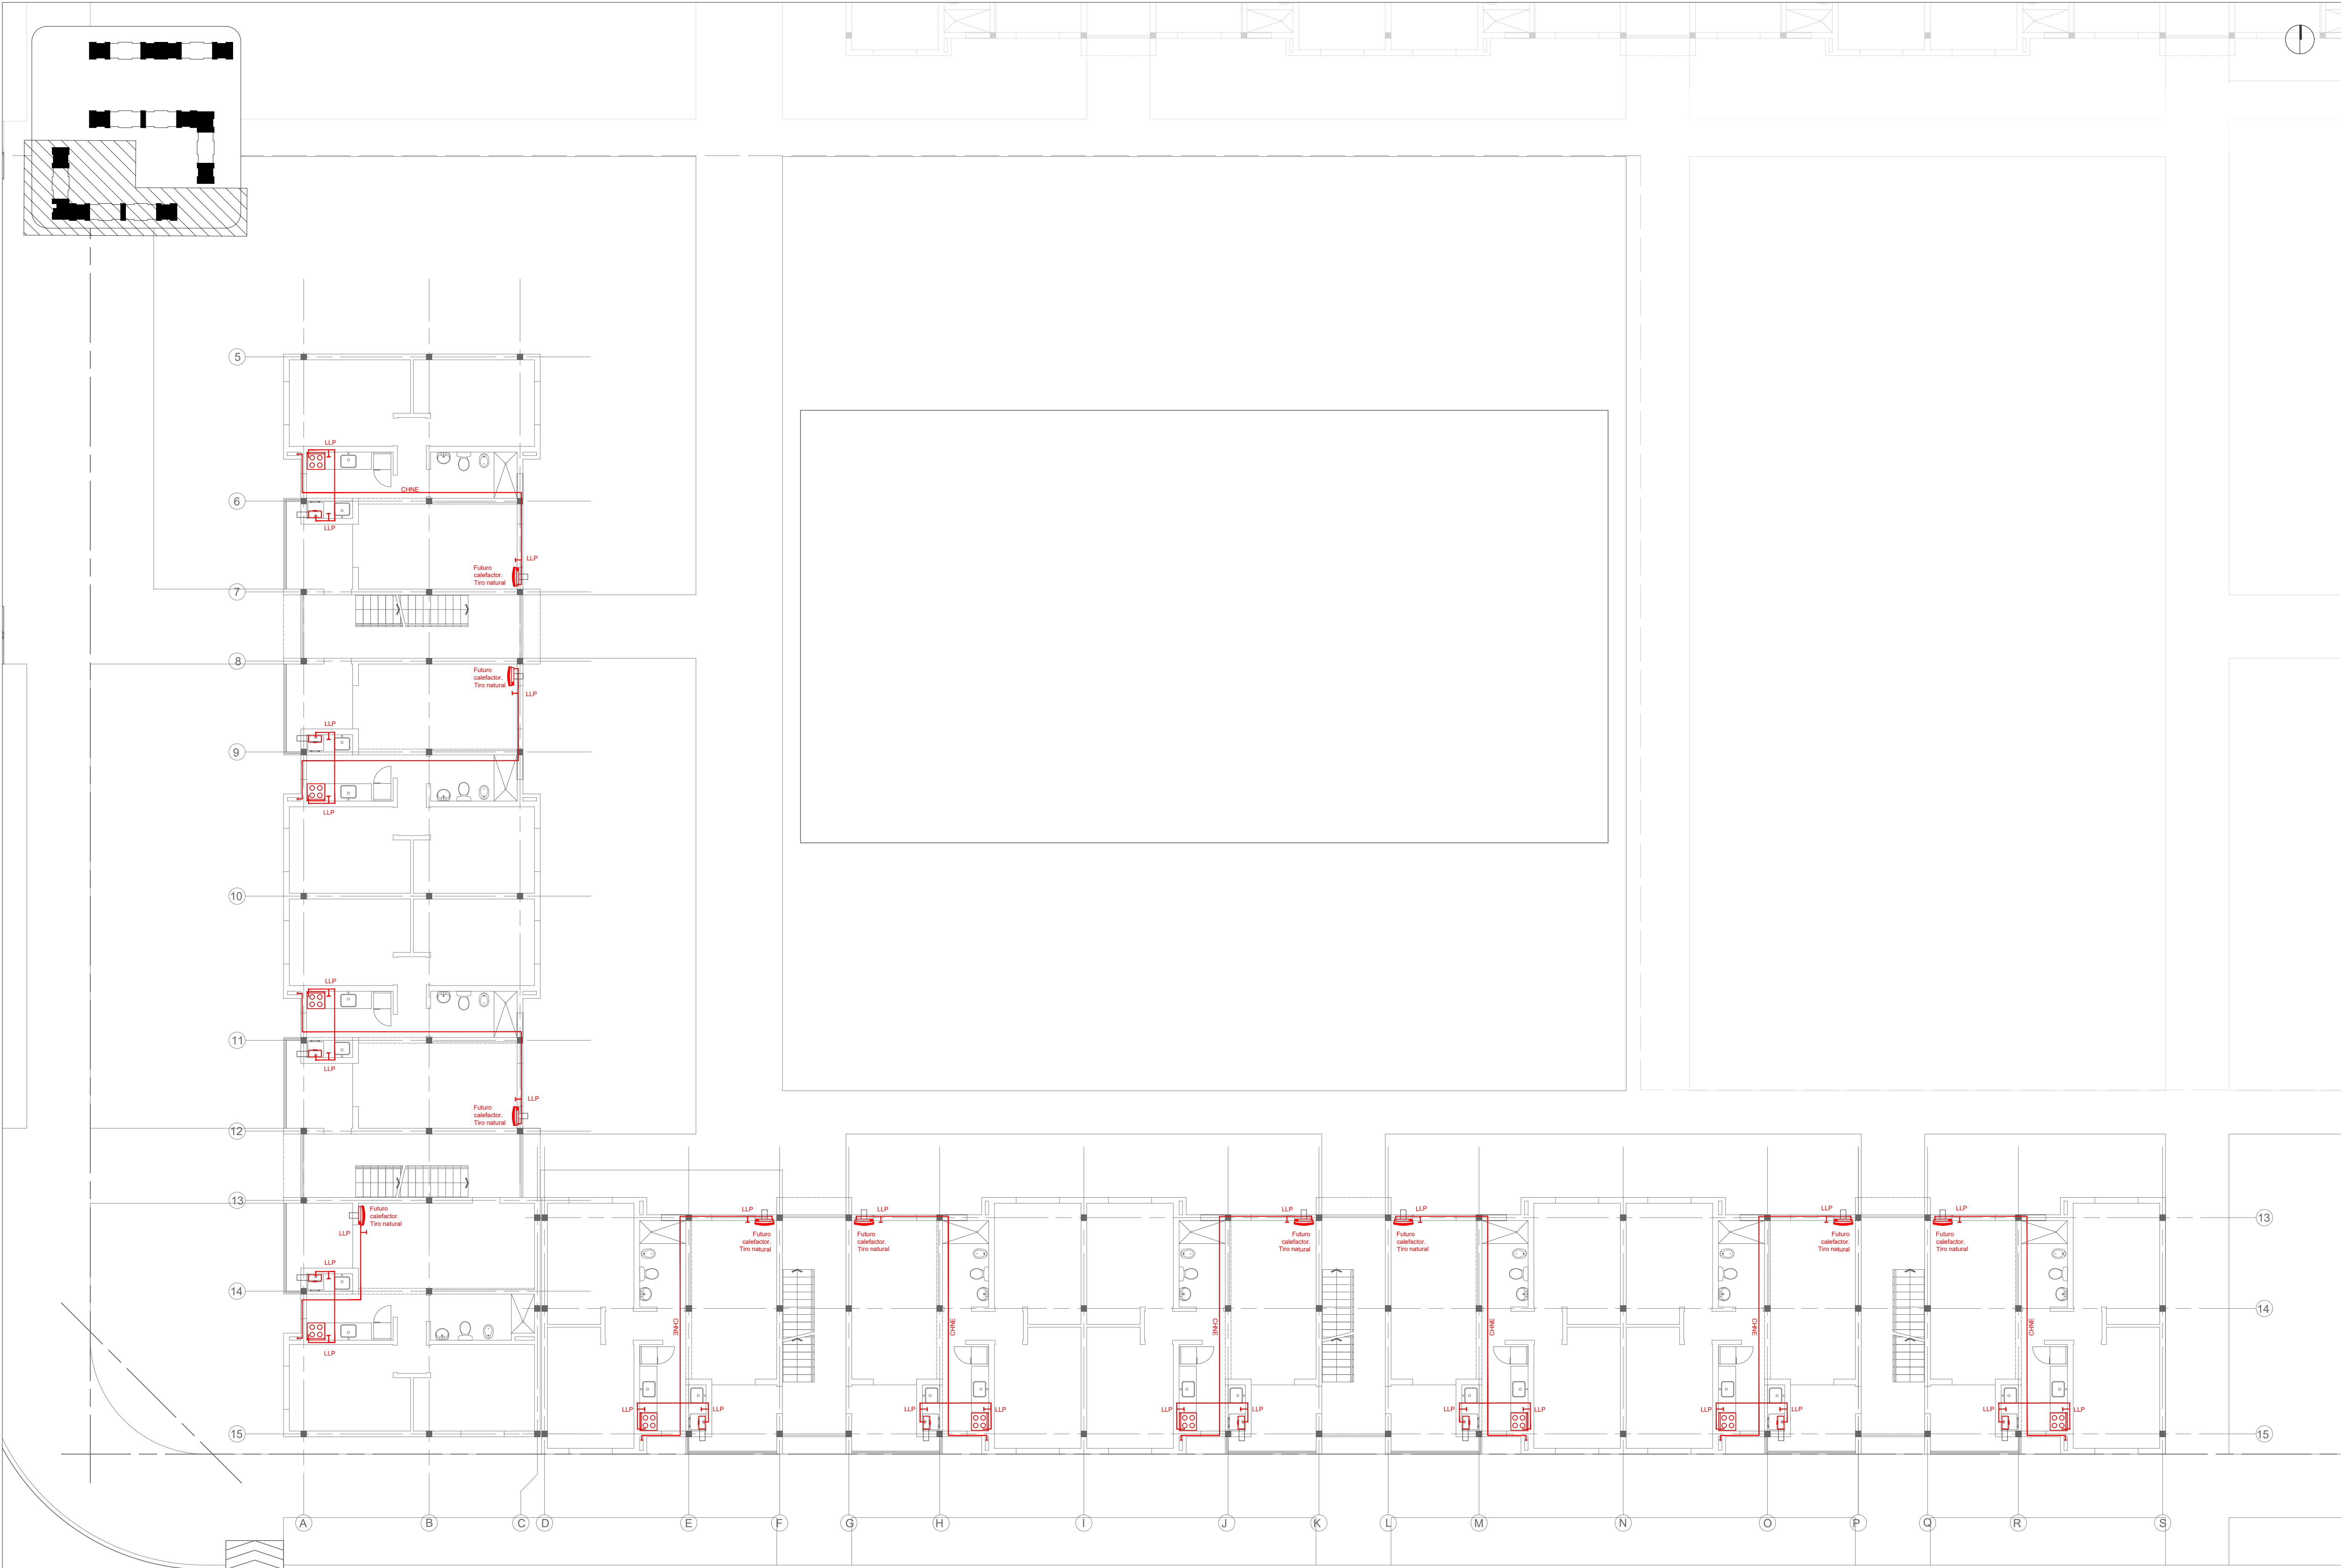 5
LLP
CHNE
6
LLP
LLP
Futuro
calefactor.
Tiro natural
7
8
Futuro
calefactor.
Tiro natural
LLP
LLP
9
LLP
10
LLP
11
LLP
LLP
Futuro
calefactor.
Tiro natural
12
13
Futuro
calefactor.
Tiro natural
LLP
LLP
14
LLP
15
LLP
Futuro
calefactor.
Tiro natural
CHNE
LLP
LLP
LLP
Futuro
calefactor.
Tiro natural
CHNE
LLP
LLP
LLP
Futuro
calefactor.
Tiro natural
CHNE
LLP
LLP
LLP
Futuro
calefactor.
Tiro natural
CHNE
LLP
LLP
LLP
Futuro
calefactor.
Tiro natural
CHNE
LLP
LLP
LLP
Futuro
calefactor.
Tiro natural
CHNE
LLP
LLP
13
14
15
A
B
C
D
E
F
G
H
I
J
K
L
M
N
O
P
Q
R
S